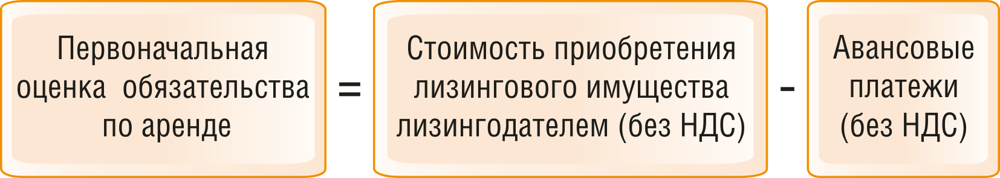 Первоначальная
оценка обязательства
по аренде
=
Стоимость приобретения
лизингового имущества
лизингодателем (без НДС)
-
Авансовые
платежи
(без НДС)